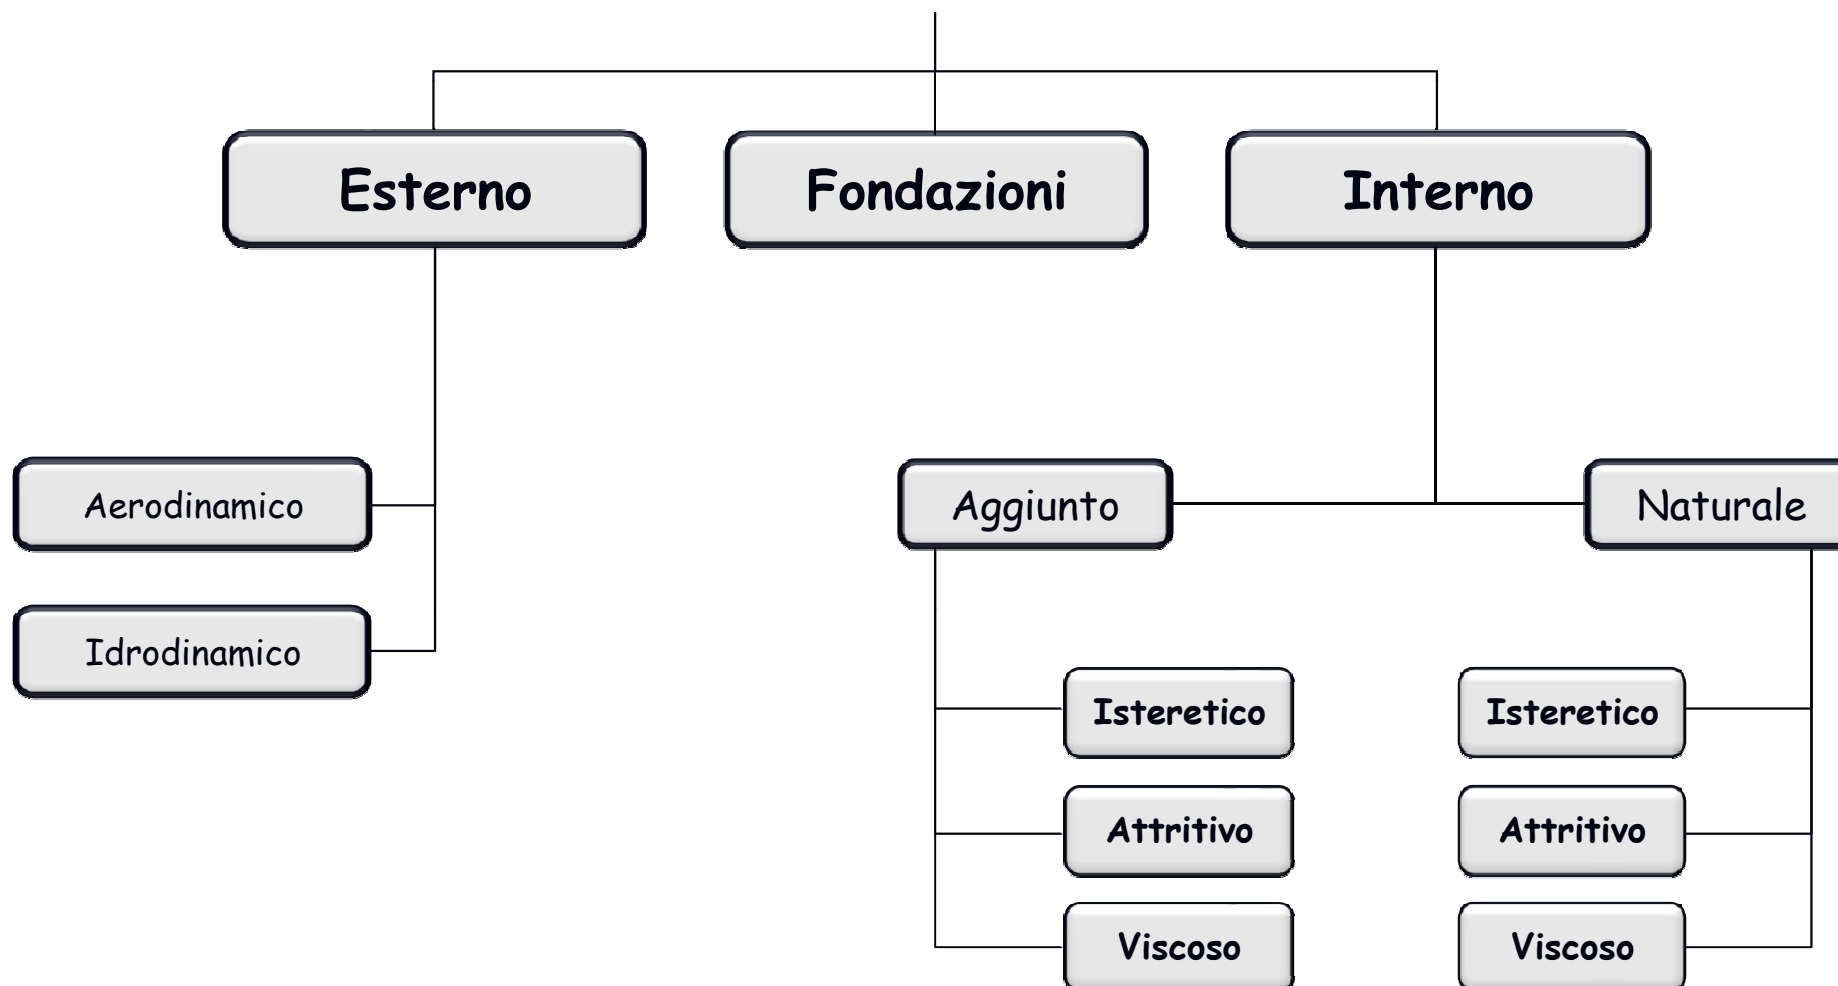 Esterno
Fondazioni
Interno
Aerodinamico
Aggiunto
Naturale
Idrodinamico
Isteretico
Isteretico
Attritivo
Attritivo
Viscoso
Viscoso